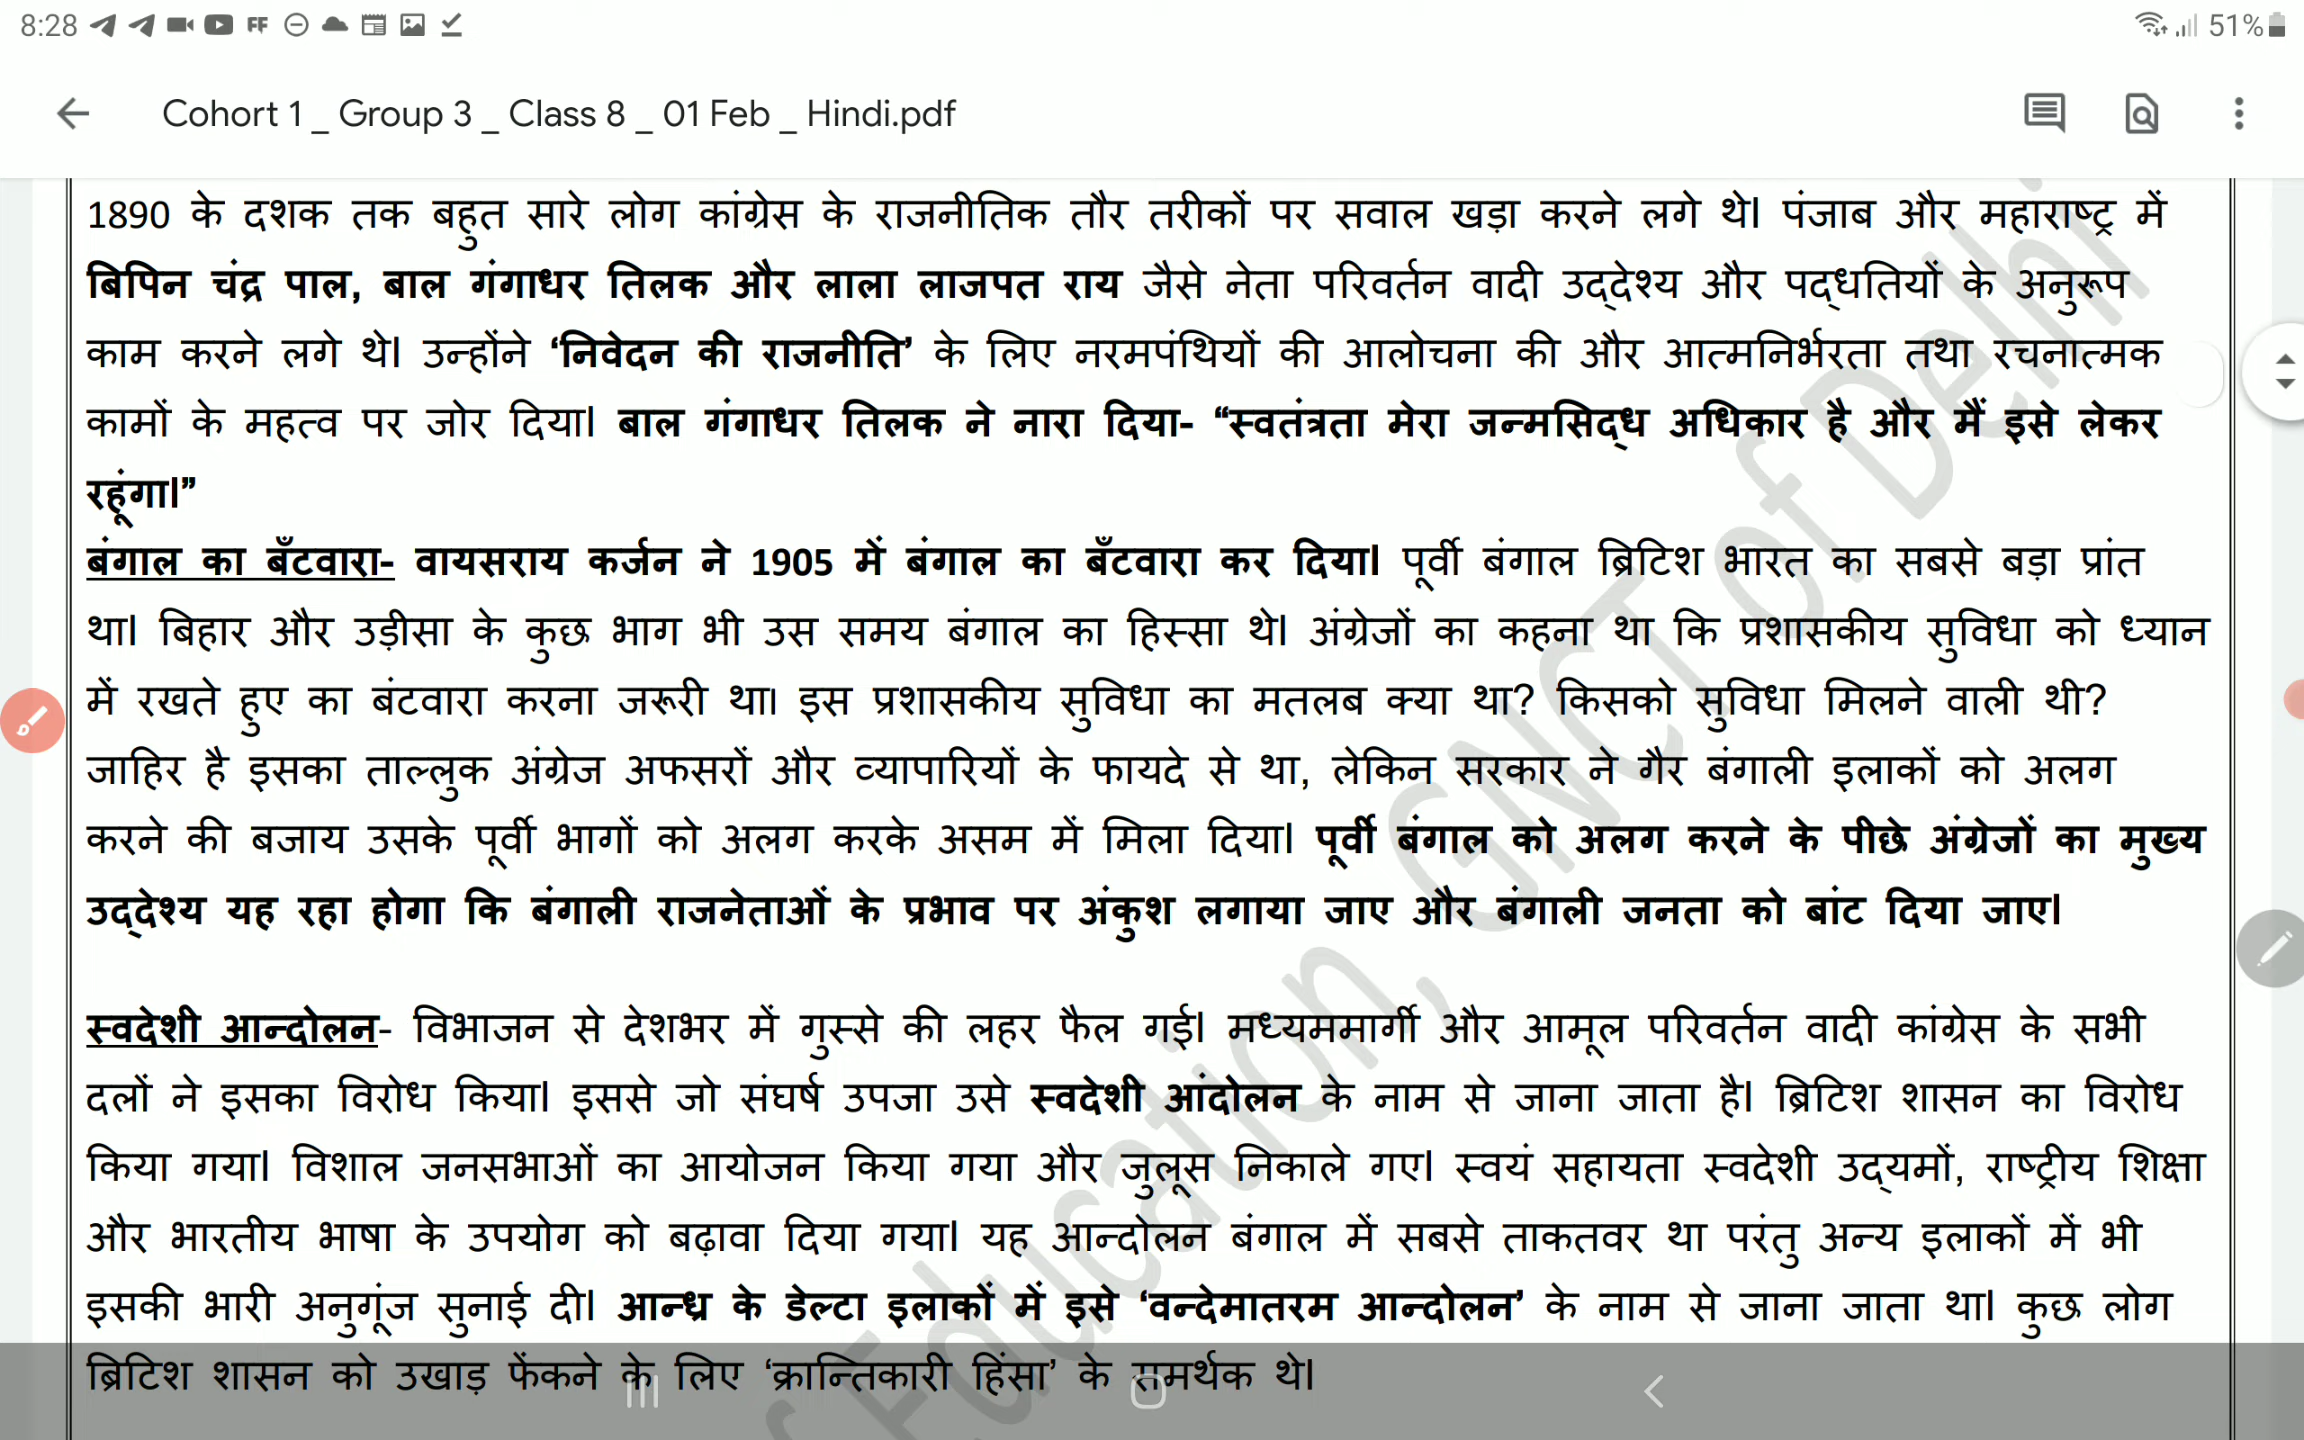 8:28 FF 51%
Cohort 1 _ Group 3 _ Class 8 _ 01 Feb _ Hindi.pdf
1890 के दशक तक बहुत सारे लोग कांग्रेस के राजनीतिक तौर तरीकों पर सवाल खड़ा करने लगे थे। पंजाब और महाराष्ट्र में
बिपिन चंद्र पाल, बाल गंगाधर तिलक और लाला लाजपत राय जैसे नेता परिवर्तन वादी उद्देश्य और पद्धतियों के अनुरूप
काम करने लगे थे। उन्होंने ‘निवेदन की राजनीति’ के लिए नरमपंथियों की आलोचना की और आत्मनिर्भरता तथा रचनात्मक
कामों के महत्व पर जोर दिया। बाल गंगाधर तिलक ने नारा दिया- “स्वतंत्रता मेरा जन्मसिद्ध अधिकार है और मैं इसे लेकर
रहूंगा।”
बंगाल का बँटवारा- वायसराय कर्जन ने 1905 में बंगाल का बँटवारा कर दिया। पूर्वी बंगाल ब्रिटिश भारत का सबसे बड़ा प्रांत
था। बिहार और उड़ीसा के कुछ भाग भी उस समय बंगाल का हिस्सा थे। अंग्रेजों का कहना था कि प्रशासकीय सुविधा को ध्यान
में रखते हुए का बंटवारा करना जरूरी था। इस प्रशासकीय सुविधा का मतलब क्या था? किसको सुविधा मिलने वाली थी?
जाहिर है इसका ताल्लुक अंग्रेज अफसरों और व्यापारियों के फायदे से था, लेकिन सरकार ने गैर बंगाली इलाकों को अलग
करने की बजाय उसके पूर्वी भागों को अलग करके असम में मिला दिया। पूर्वी बंगाल को अलग करने के पीछे अंग्रेजों का मुख्य
उद्देश्य यह रहा होगा कि बंगाली राजनेताओं के प्रभाव पर अंकुश लगाया जाए और बंगाली जनता को बांट दिया जाए।
स्वदेशी आन्दोलन- विभाजन से देशभर में गुस्से की लहर फैल गई। मध्यममार्गी और आमूल परिवर्तन वादी कांग्रेस के सभी
दलों ने इसका विरोध किया। इससे जो संघर्ष उपजा उसे स्वदेशी आंदोलन के नाम से जाना जाता है। ब्रिटिश शासन का विरोध
किया गया। विशाल जनसभाओं का आयोजन किया गया और जुलूस निकाले गए। स्वयं सहायता स्वदेशी उद्यमों, राष्ट्रीय शिक्षा
और भारतीय भाषा के उपयोग को बढ़ावा दिया गया। यह आन्दोलन बंगाल में सबसे ताकतवर था परंतु अन्य इलाकों में भी
इसकी भारी अनुगूंज सुनाई दी। आन्ध्र के डेल्टा इलाकों में इसे ‘वन्देमातरम आन्दोलन’ के नाम से जाना जाता था। कुछ लोग
ब्रिटिश शासन को उखाड़ फेंकने के लिए ‘क्रान्तिकारी हिंसा’ के समर्थक थे।
f Education, GNCT of Delhi